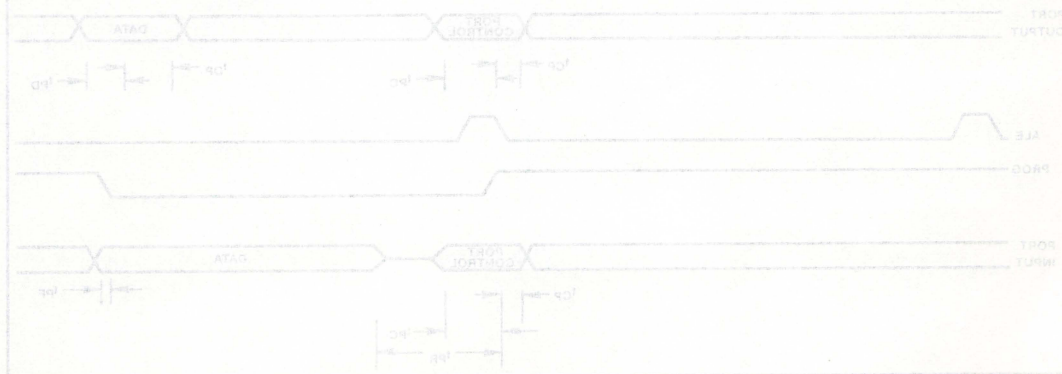 PORT
OUTPUT
PORT
CONTROL
DATA
tCP
tPC
tDP
tPD
ALE
PROG
PORT
INPUT
PORT
CONTROL
DATA
tCP
tPC
tPR
tPF